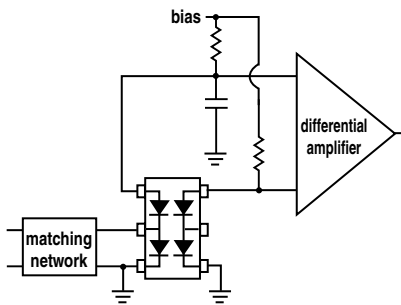 bias
differential
amplifier
matching
network